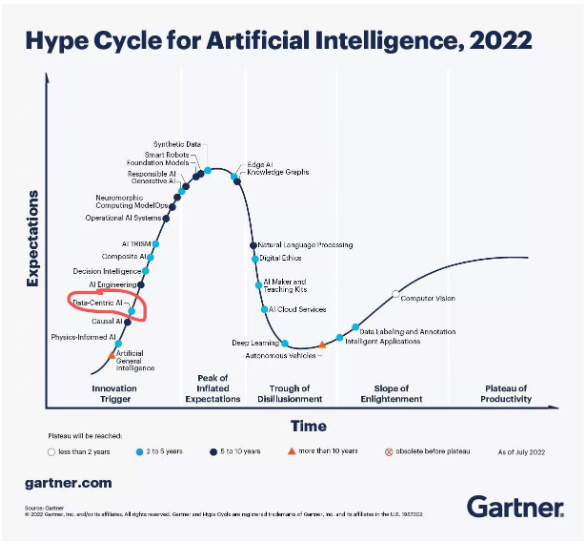 Hype Cycle for Artificial Intelligence, 2022
Expectations
Synthetic Data
Smart Robots
Foundation Models
Responsible AI
Generative AI
Neuromorphic
Computing
ModelOps
Operational AI Systems
AI TRiSM
Composite AI
Decision Intelligence
AI Engineering
Data-Centric AI
Causal AI
Physics-Informed AI
Artificial
General
Intelligence
Edge AI
Knowledge Graphs
Natural Language Processing
Digital Ethics
AI Maker and
Teaching Kits
AI Cloud Services
Deep Learning
Autonomous Vehicles
Data Labeling and Annotation
Intelligent Applications
Computer Vision
Innovation
Trigger
Peak of
Inflated
Expectations
Trough of
Disillusionment
Slope of
Enlightenment
Plateau of
Productivity
Time
Plateau will be reached:
less than 2 years
2 to 5 years
5 to 10 years
more than 10 years
obsolete before plateau
As of July 2022
gartner.com
Source: Gartner
© 2022 Gartner, Inc. and/or its affiliates. All rights reserved. Gartner and Hype Cycle are registered trademarks of Gartner, Inc. and its affiliates in the U.S. 1957302
Gartner.